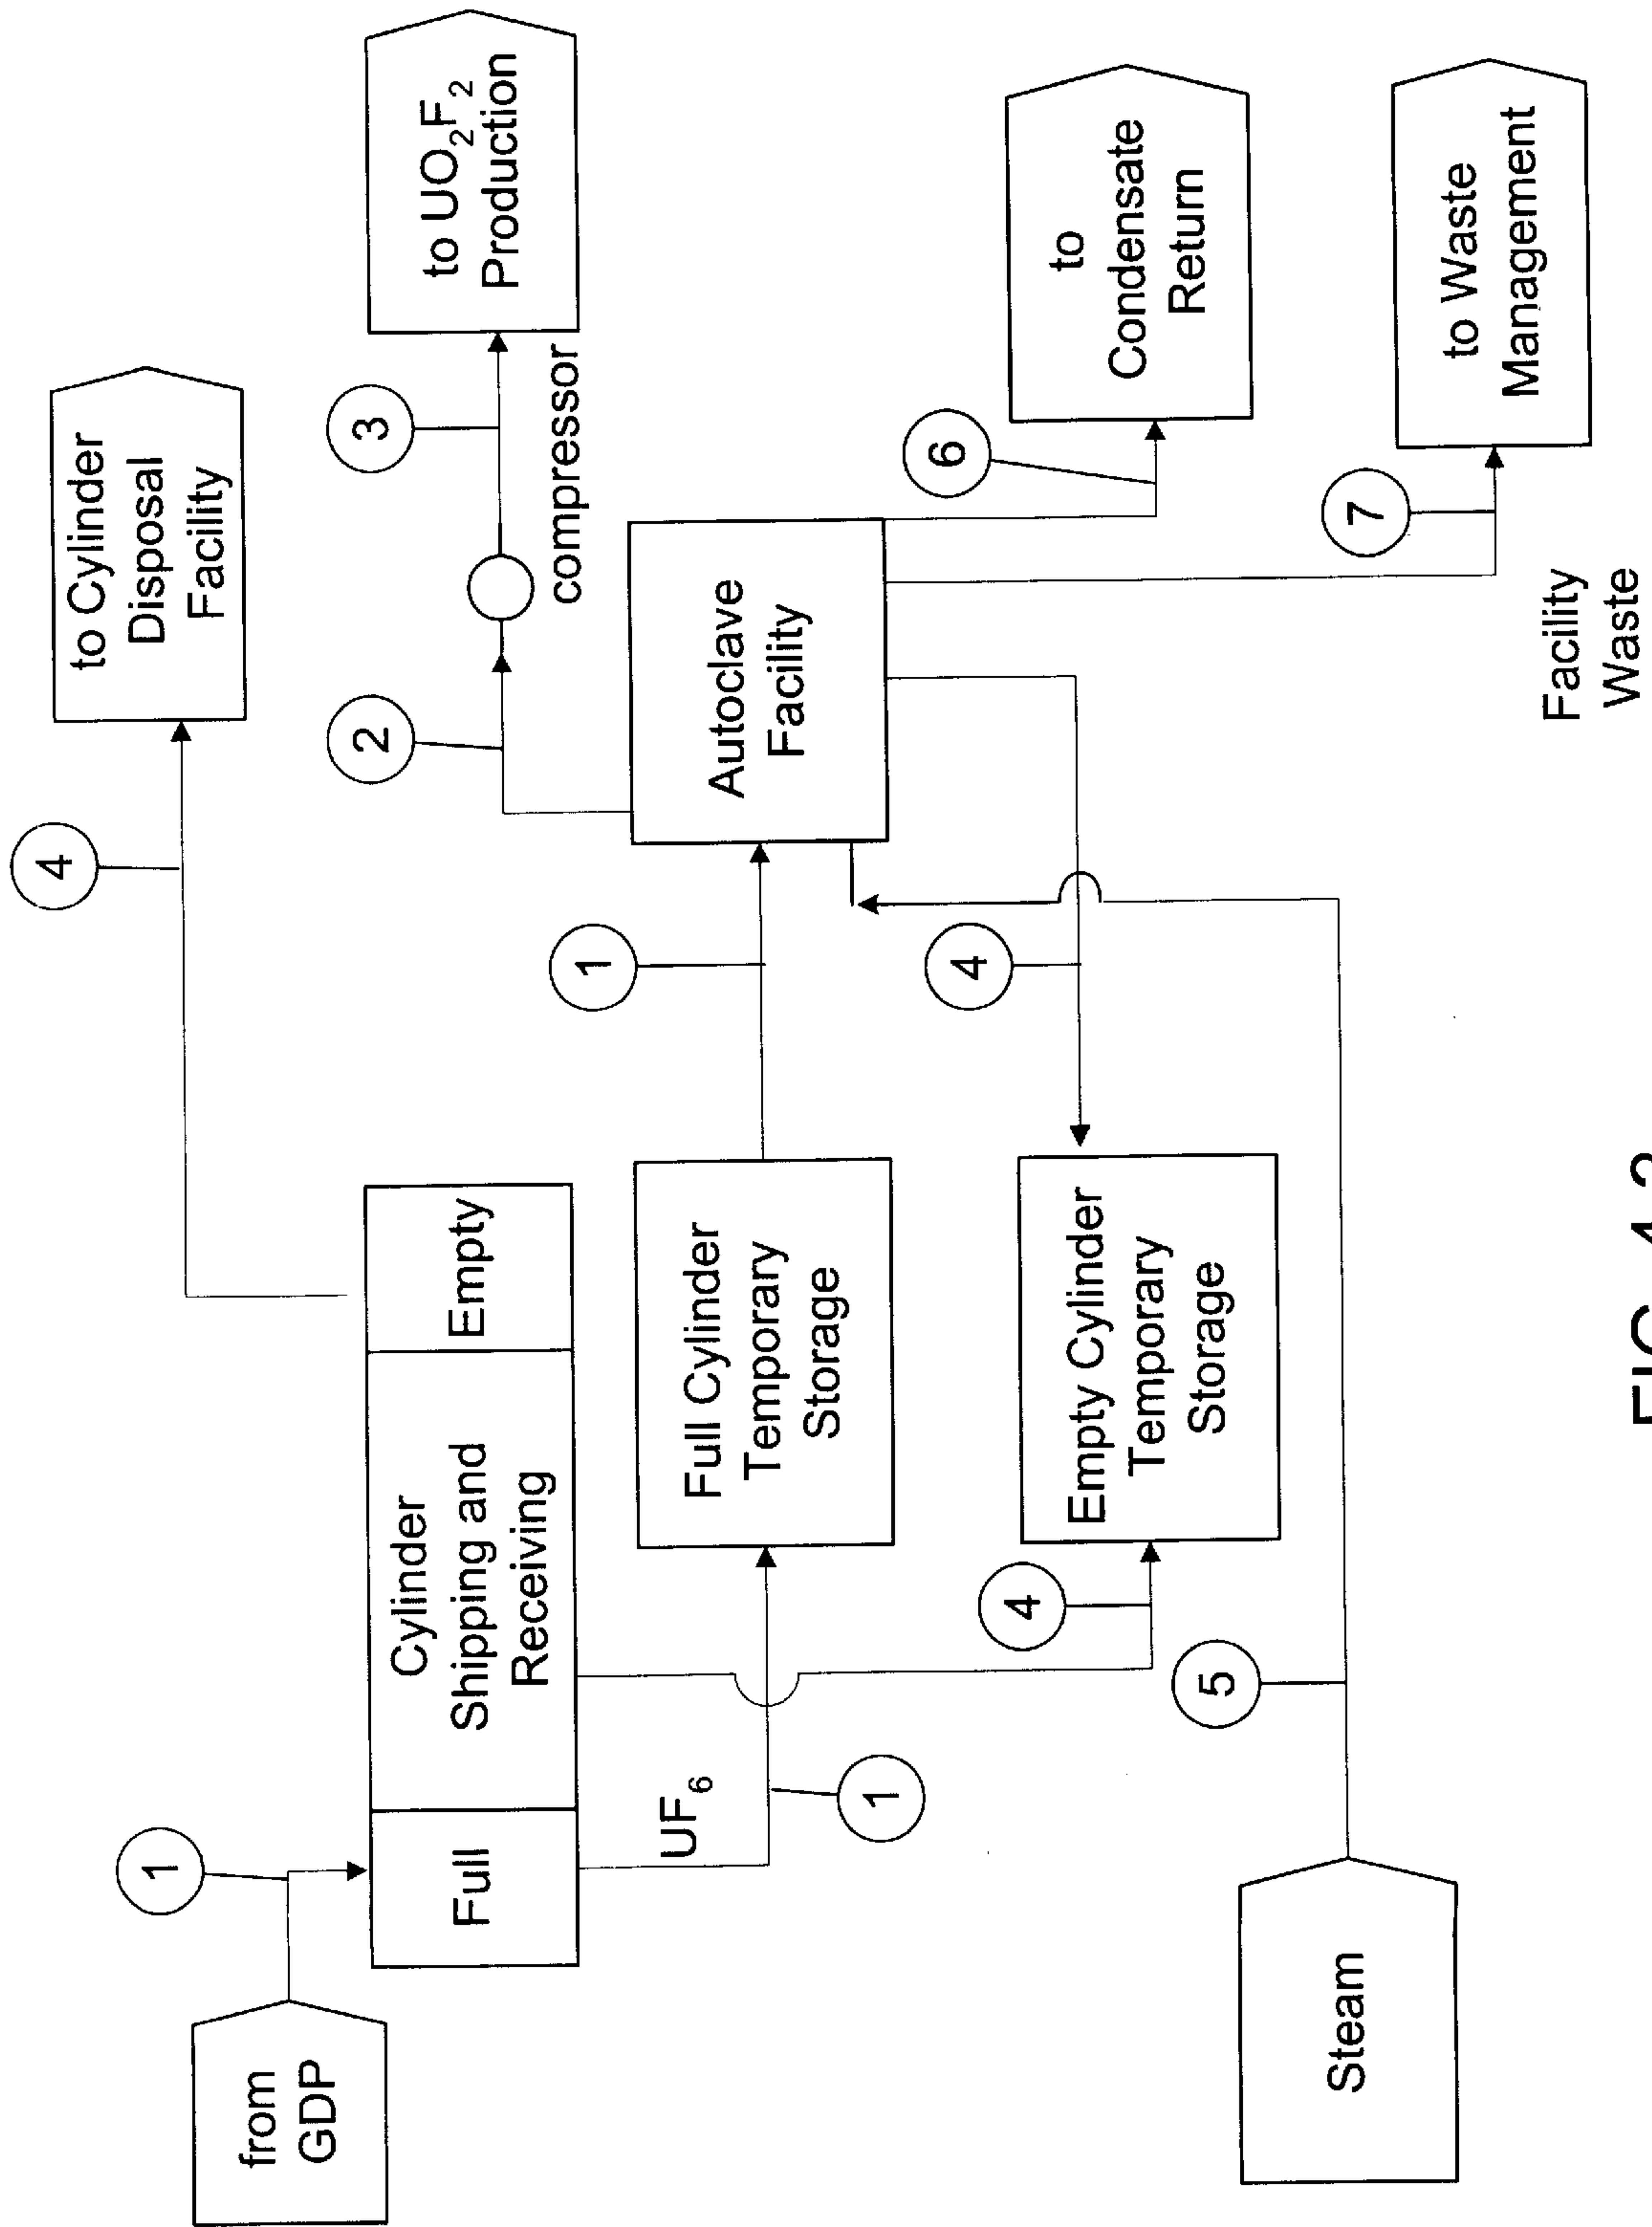 from
GDP
1
Full
Cylinder
Shipping and
Receiving
Empty
4
to Cylinder
Disposal
Facility
UF6
1
Full Cylinder
Temporary
Storage
1
Autoclave
Facility
2
compressor
3
to UO2F2
Production
4
Empty Cylinder
Temporary
Storage
4
Steam
5
6
to
Condensate
Return
7
to Waste
Management
Facility
Waste